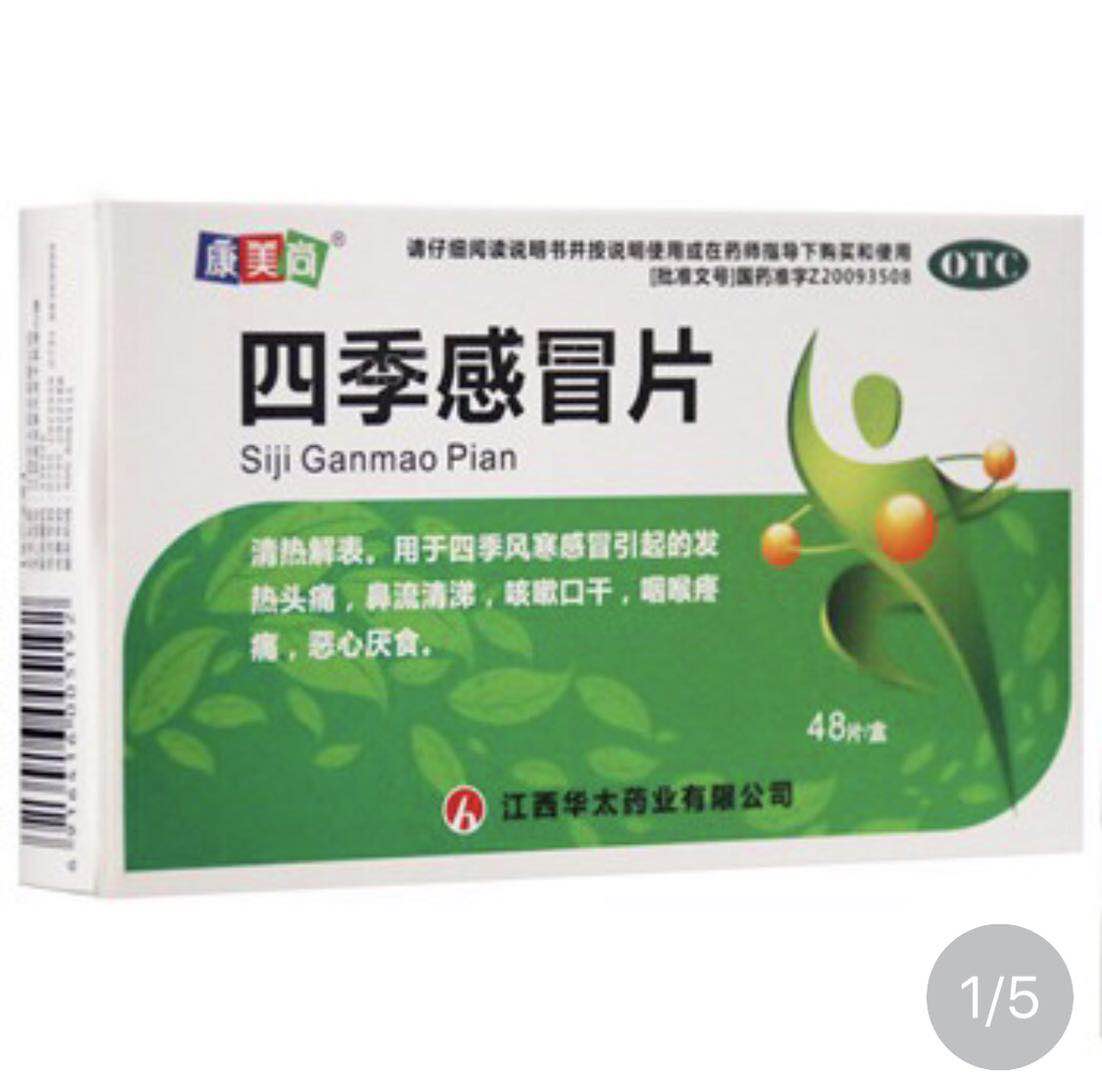 康美尚®
请仔细阅读说明书并按说明使用或在药师指导下购买和使用
[批准文号]国药准字Z20093508
OTC
四季感冒片
Siji Ganmao Pian
清热解表。用于四季风寒感冒引起的发
热头痛，鼻流清涕，咳嗽口干，咽喉疼
痛，恶心厌食。
48片/盒
江西华太药业有限公司
1/5